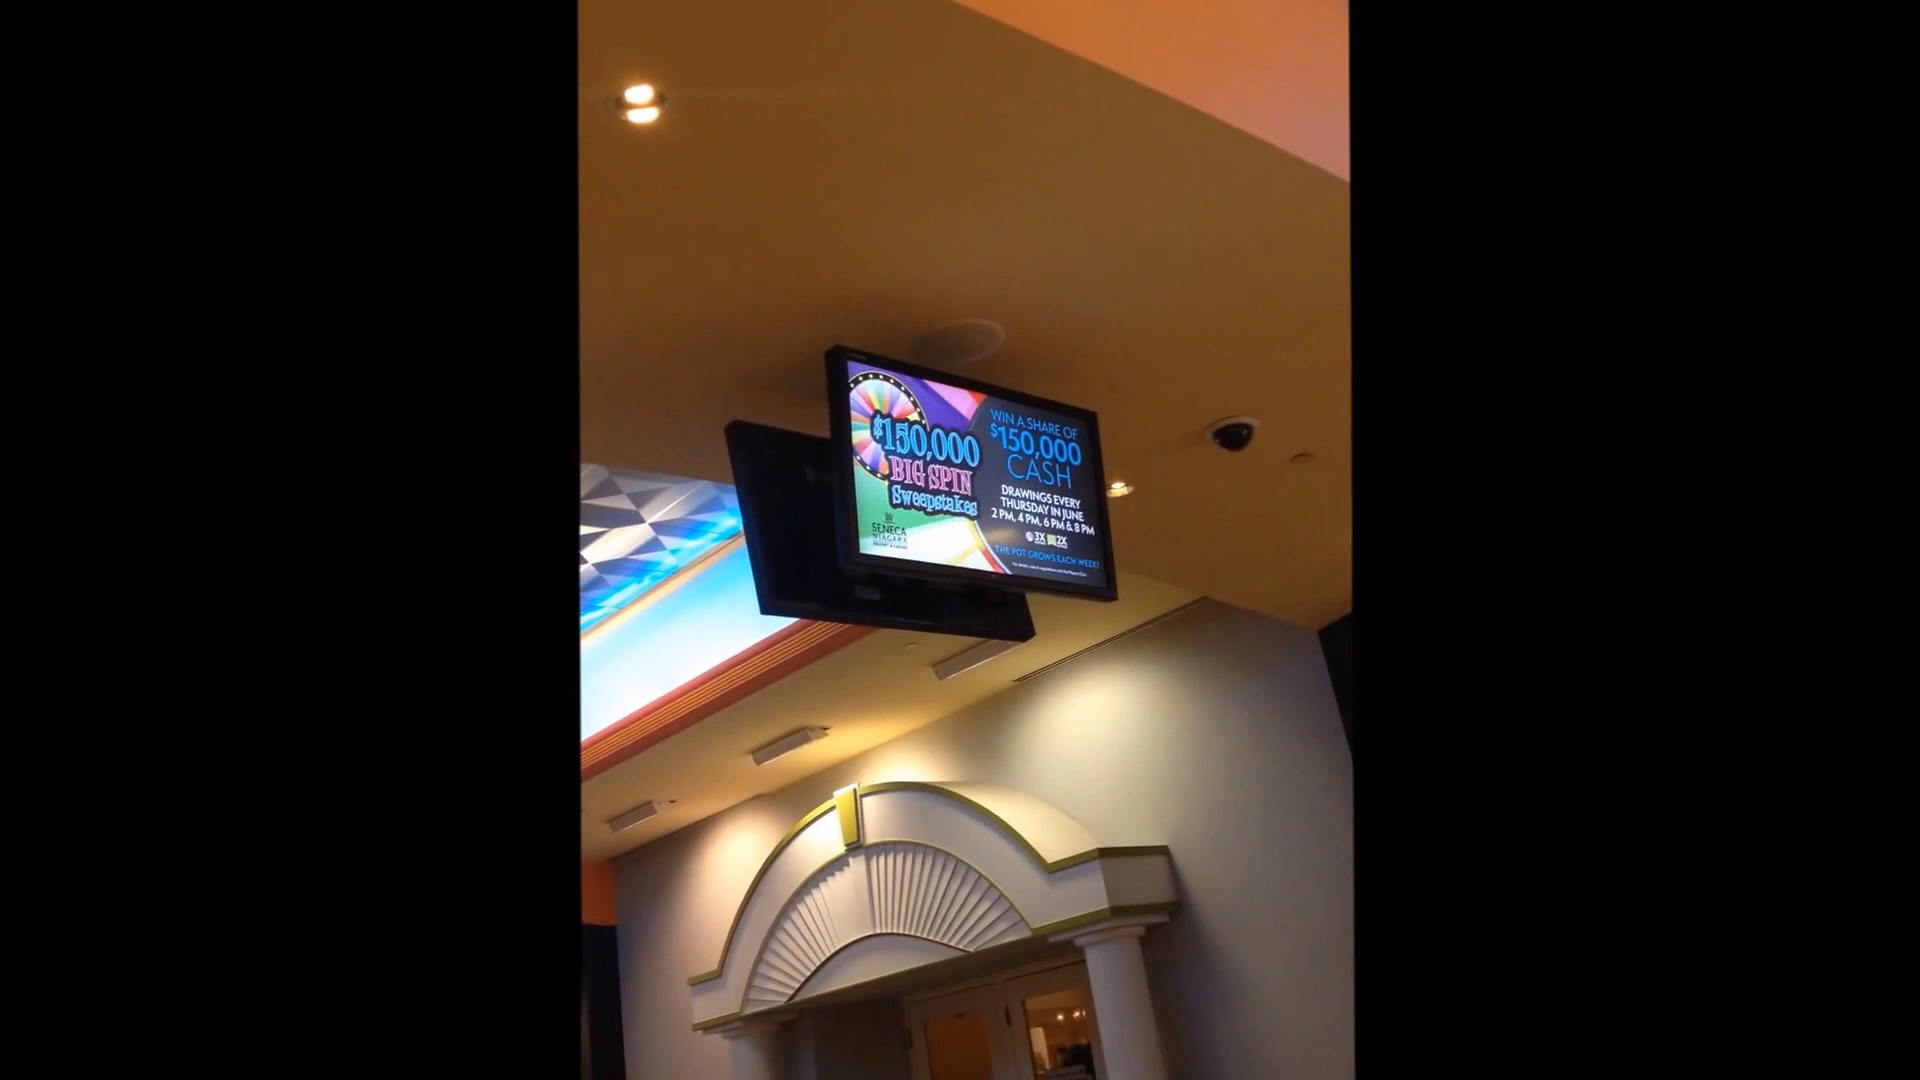 $150,000
BIG SPIN
Sweepstakes
SENECA
NIAGARA
WIN A SHARE OF
$150,000
CASH
DRAWINGS EVERY
THURSDAY IN JUNE
2 PM, 4 PM, 6 PM & 8 PM
3X 2X
THE POT GROWS EACH WEEK!